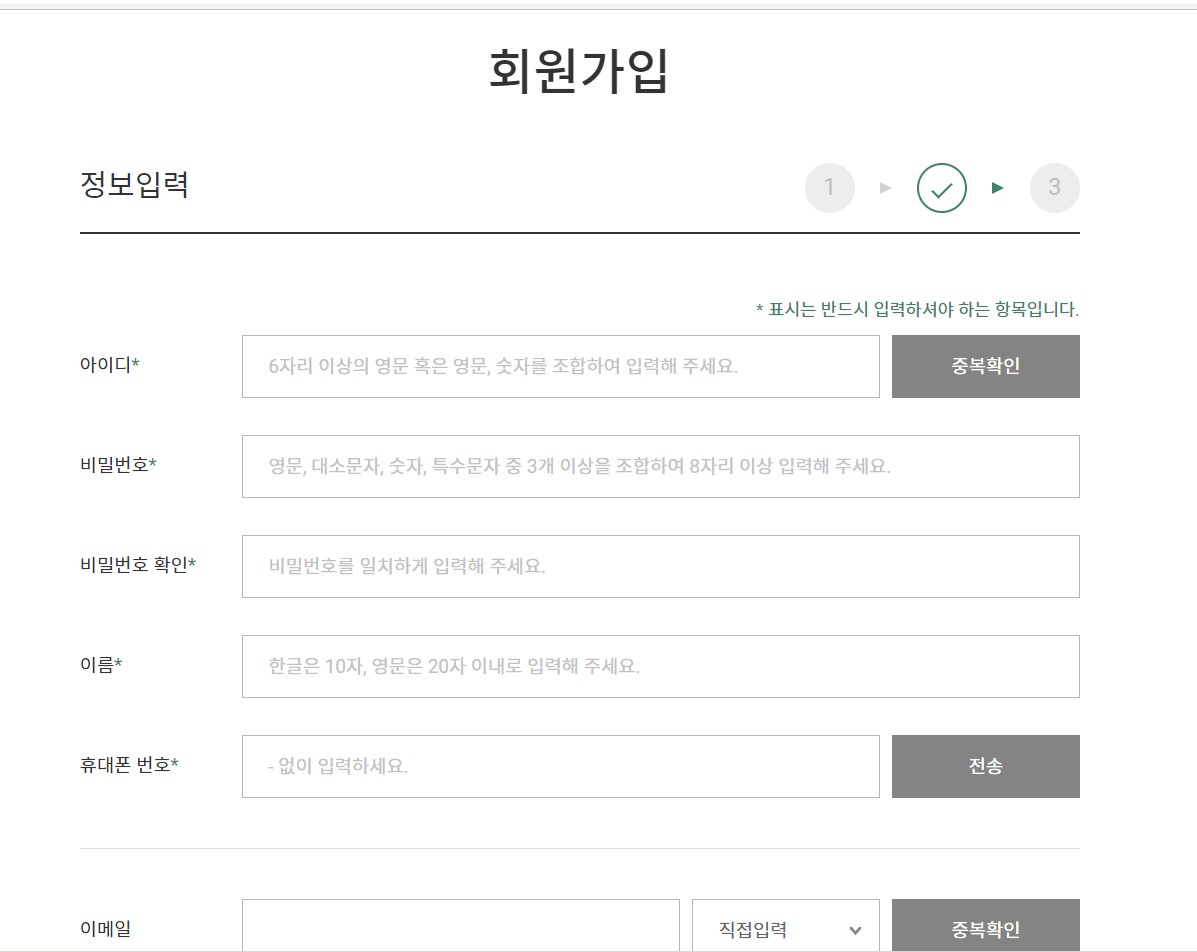 회원가입
정보입력
1 ▶ ▶ 3
* 표시는 반드시 입력하셔야 하는 항목입니다.
아이디* 6자리 이상의 영문 혹은 영문, 숫자를 조합하여 입력해 주세요. 중복확인
비밀번호* 영문, 대소문자, 숫자, 특수문자 중 3개 이상을 조합하여 8자리 이상 입력해 주세요.
비밀번호 확인* 비밀번호를 일치하게 입력해 주세요.
이름* 한글은 10자, 영문은 20자 이내로 입력해 주세요.
휴대폰 번호* - 없이 입력하세요. 전송
이메일 직접입력 중복확인